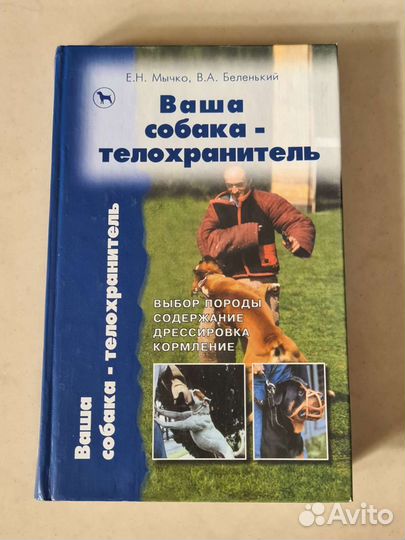 Е.Н. Мычко, В.А. Беленький
Ваша
собака -
телохранитель
ВЫБОР ПОРОДЫ
СОДЕРЖАНИЕ
ДРЕССИРОВКА
КОРМЛЕНИЕ
Ваша
собака - телохранитель
Avito